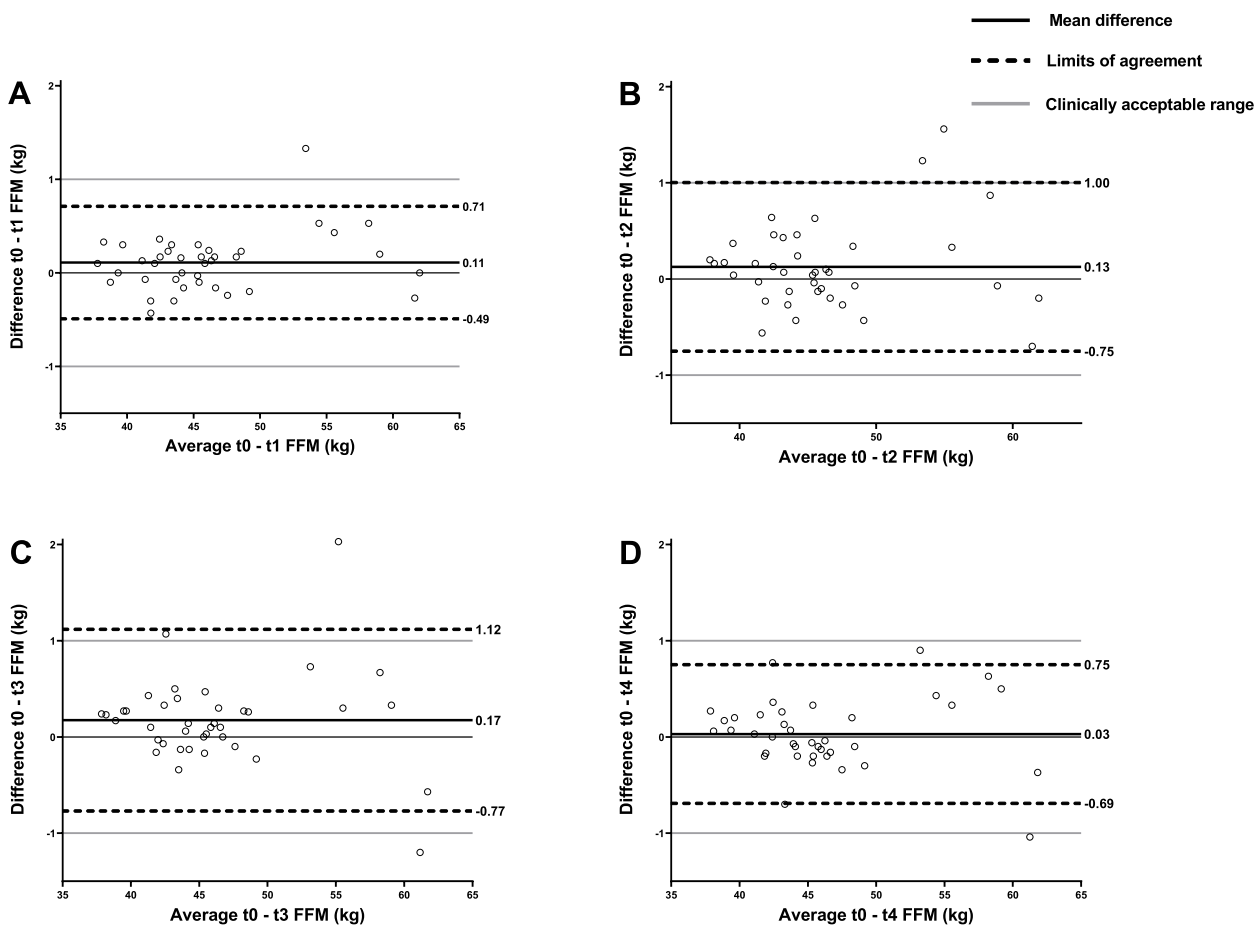 Mean difference
Limits of agreement
Clinically acceptable range
A
Difference t0 - t1 FFM (kg)
2
1
0
-1
0.71
0.11
-0.49
35 40 45 50 55 60 65
Average t0 - t1 FFM (kg)
B
Difference t0 - t2 FFM (kg)
2
1
0
-1
1.00
0.13
-0.75
40 50 60
Average t0 - t2 FFM (kg)
C
Difference t0 - t3 FFM (kg)
2
1
0
-1
1.12
0.17
-0.77
35 40 45 50 55 60 65
Average t0 - t3 FFM (kg)
D
Difference t0 - t4 FFM (kg)
2
1
0
-1
0.75
0.03
-0.69
35 40 45 50 55 60 65
Average t0 - t4 FFM (kg)